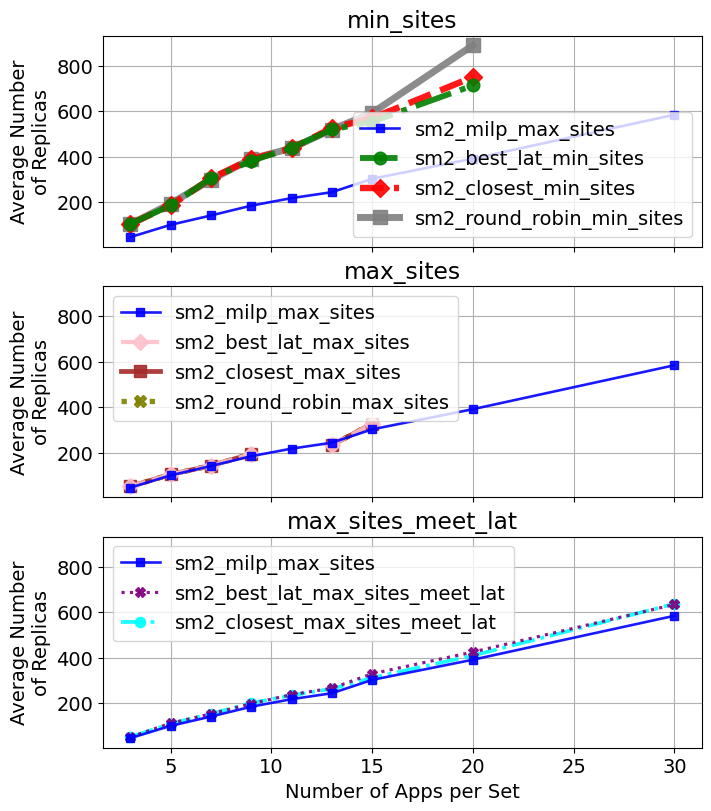 min_sites
Average Number
of Replicas
800
600
400
200
sm2_milp_max_sites
sm2_best_lat_min_sites
sm2_closest_min_sites
sm2_round_robin_min_sites
max_sites
Average Number
of Replicas
800
600
400
200
sm2_milp_max_sites
sm2_best_lat_max_sites
sm2_closest_max_sites
sm2_round_robin_max_sites
max_sites_meet_lat
Average Number
of Replicas
800
600
400
200
sm2_milp_max_sites
sm2_best_lat_max_sites_meet_lat
sm2_closest_max_sites_meet_lat
5 10 15 20 25 30
Number of Apps per Set